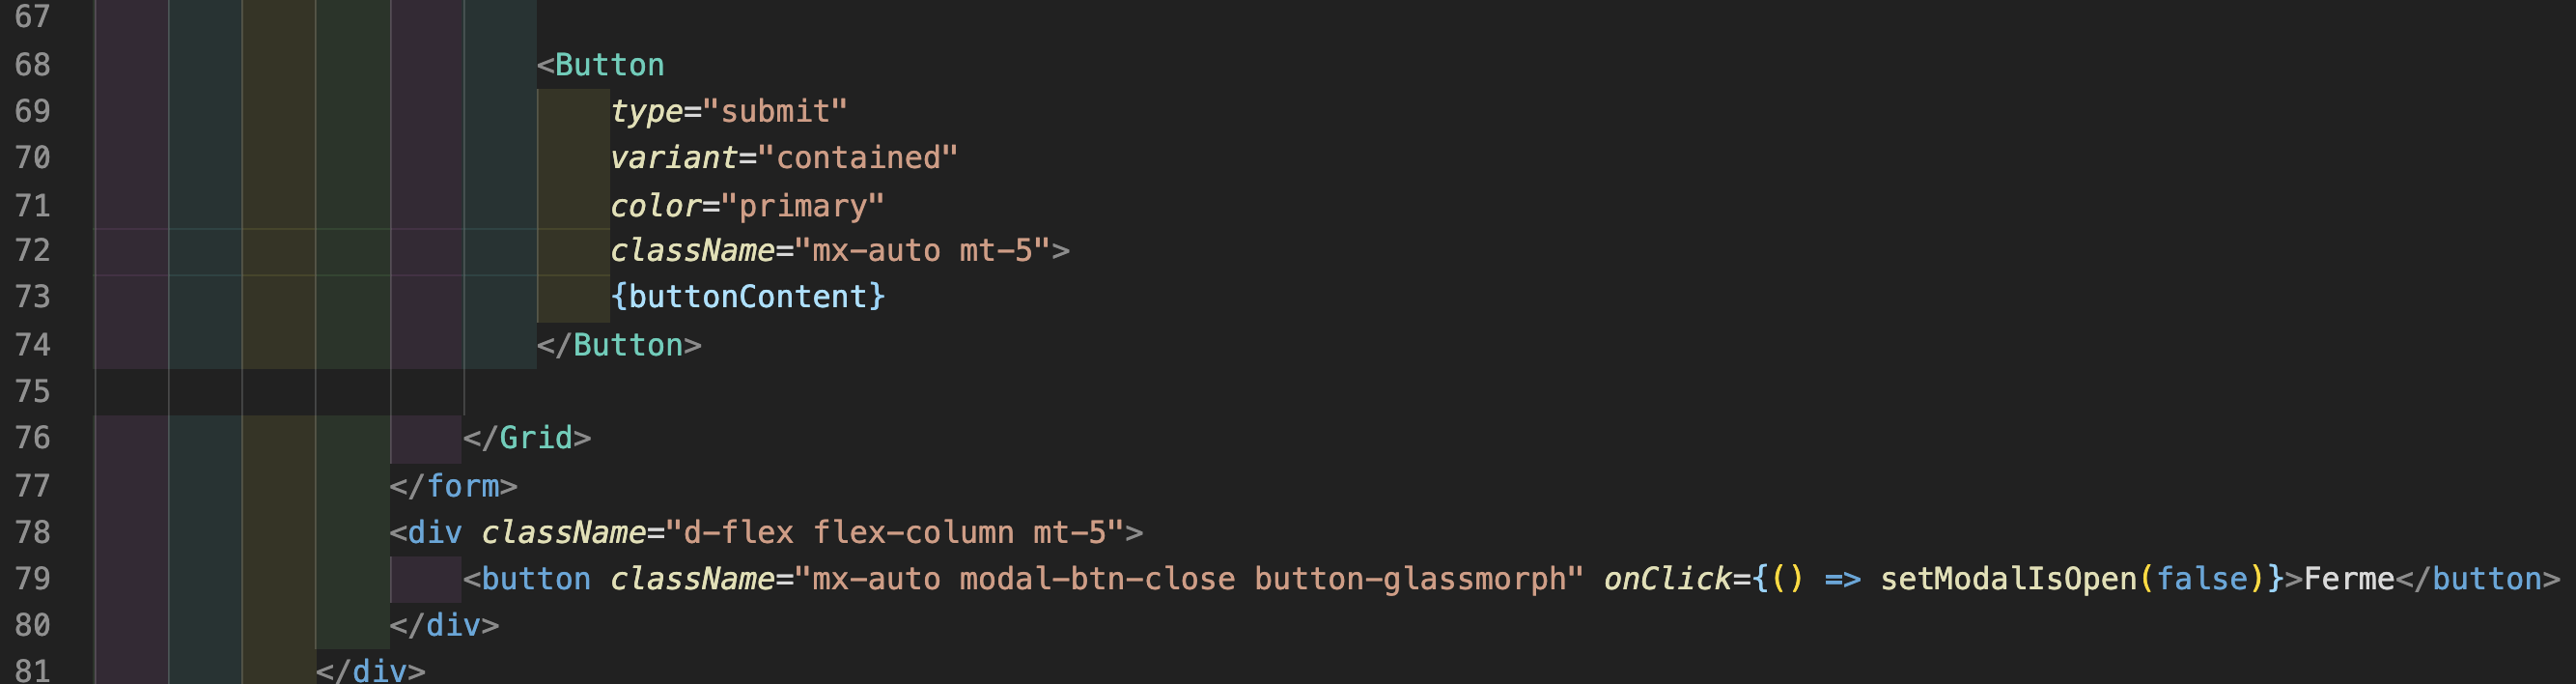 67
68 <Button
69 type="submit"
70 variant="contained"
71 color="primary"
72 className="mx-auto mt-5">
73 {buttonContent}
74 </Button>
75
76 </Grid>
77 </form>
78 <div className="d-flex flex-column mt-5">
79 <button className="mx-auto modal-btn-close button-glassmorph" onClick={() => setModalIsOpen(false)}>Ferme</button>
80 </div>
81 </div>